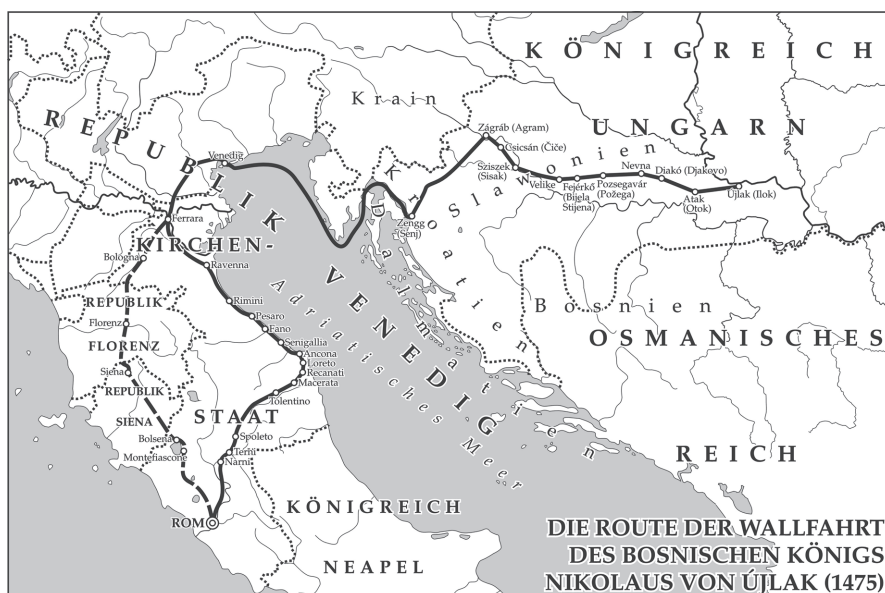 KÖNIGREICH
UNGARN
Krain
REPUBLIK VENEDIG
Zágráb (Agram)
Csicsán (Čiče)
Sziszek
(Sisak)
Velike
Fejérkő
(Bijela
Stijena)
Pozsegavár
(Požega)
Nevna
Diakó (Djakovo)
Atak
(Otok)
Újlak (Ilok)
Slawonien
Kroatien
Dalmatien
Zengg
(Senj)
Venedig
Ferrara
KIRCHEN-
Bologna
Ravenna
REPUBLIK
Rimini
Pesaro
Fano
Florenz
FLORENZ
Senigallia
Ancona
Loreto
Recanati
Macerata
Siena
REPUBLIK
SIENA
Tolentino
STAAT
Bolsena
Montefiascone
Spoleto
Terni
Narni
ROM
Adriatisches Meer
Bosnien
OSMANISCHES
REICH
KÖNIGREICH
NEAPEL
DIE ROUTE DER WALLFAHRT
DES BOSNISCHEN KÖNIGS
NIKOLAUS VON ÚJLAK (1475)